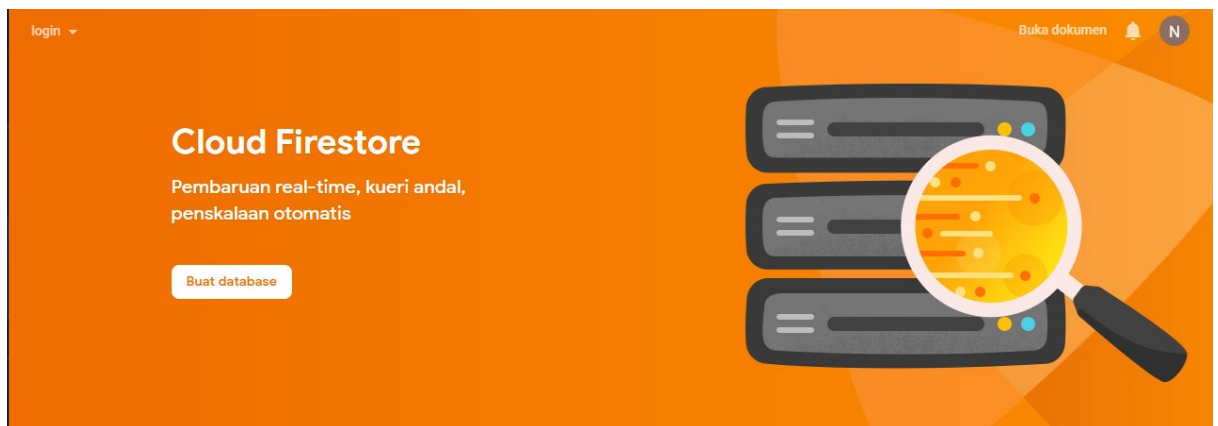 login
Buka dokumen
N
Cloud Firestore
Pembaruan real-time, kueri andal,
penskalaan otomatis
Buat database